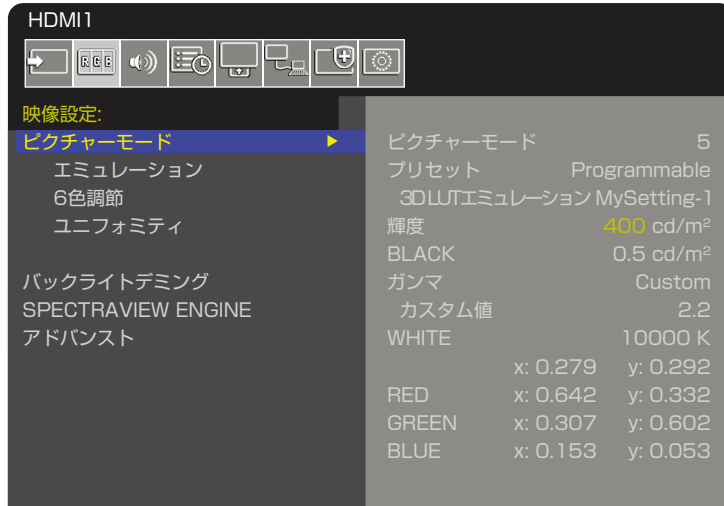 HDMI1
RGB
映像設定:
ピクチャーモード
エミュレーション
6色調節
ユニフォミティ
バックライトデミング
SPECTRAVIEW ENGINE
アドバンスト
ピクチャーモード 5
プリセット Programmable
3D LUTエミュレーション MySetting-1
輝度 400 cd/m²
BLACK 0.5 cd/m²
ガンマ Custom
カスタム値 2.2
WHITE 10000 K
x: 0.279 y: 0.292
RED x: 0.642 y: 0.332
GREEN x: 0.307 y: 0.602
BLUE x: 0.153 y: 0.053